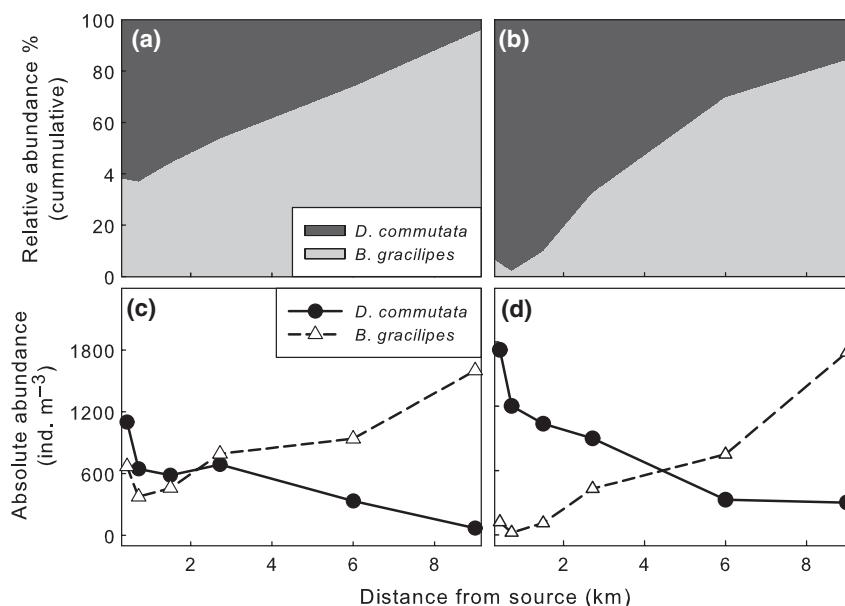 Relative abundance %
(cummulative)
100
80
60
4
20
0
(a)
(b)
D. commutata
B. gracilipes
Absolute abundance
(ind. m⁻³)
1800
1200
600
0
(c)
D. commutata
B. gracilipes
(d)
2 4 6 8 2 4 6 8
Distance from source (km)